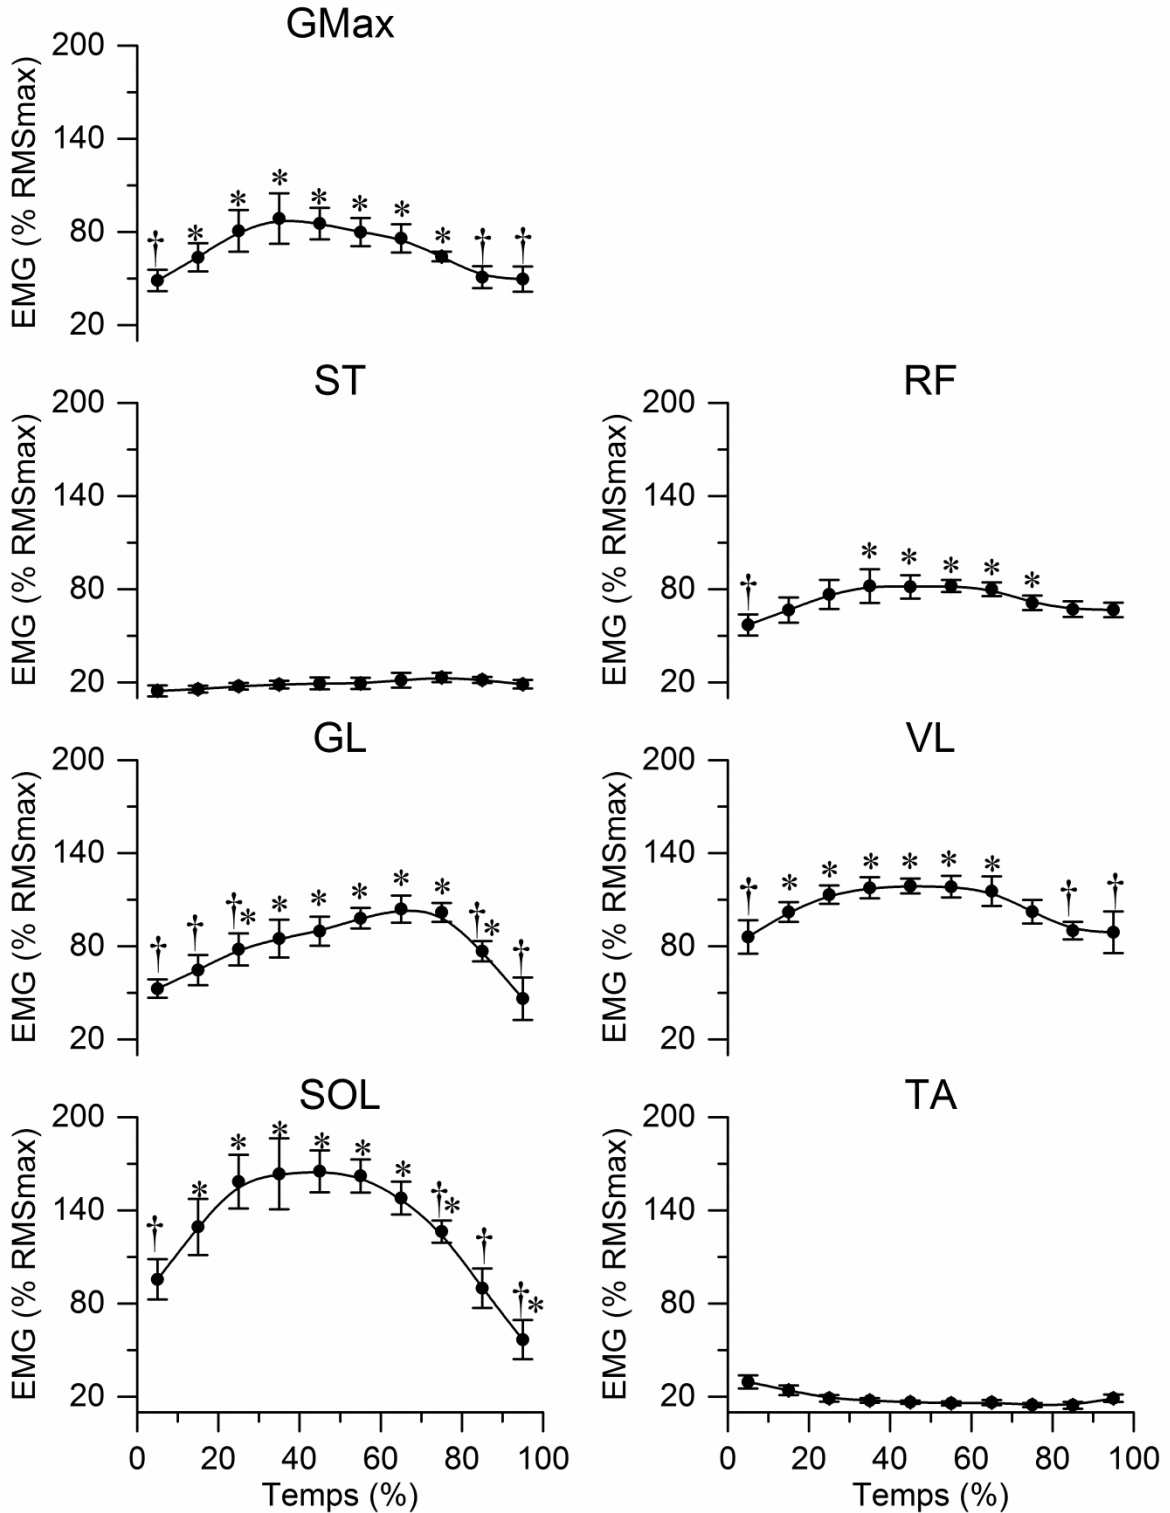 GMax
200
140
80
20
EMG (% RMSmax)
* * * * * * *
† † †
ST
200
140
80
20
EMG (% RMSmax)
RF
200
140
80
20
EMG (% RMSmax)
† * * * * *
GL
200
140
80
20
EMG (% RMSmax)
† † †* * * * * * †* †
VL
200
140
80
20
EMG (% RMSmax)
† * * * * * * † †
SOL
200
140
80
20
EMG (% RMSmax)
† * * * * * * †* † †*
0 20 40 60 80 100
Temps (%)
TA
200
140
80
20
EMG (% RMSmax)
0 20 40 60 80 100
Temps (%)